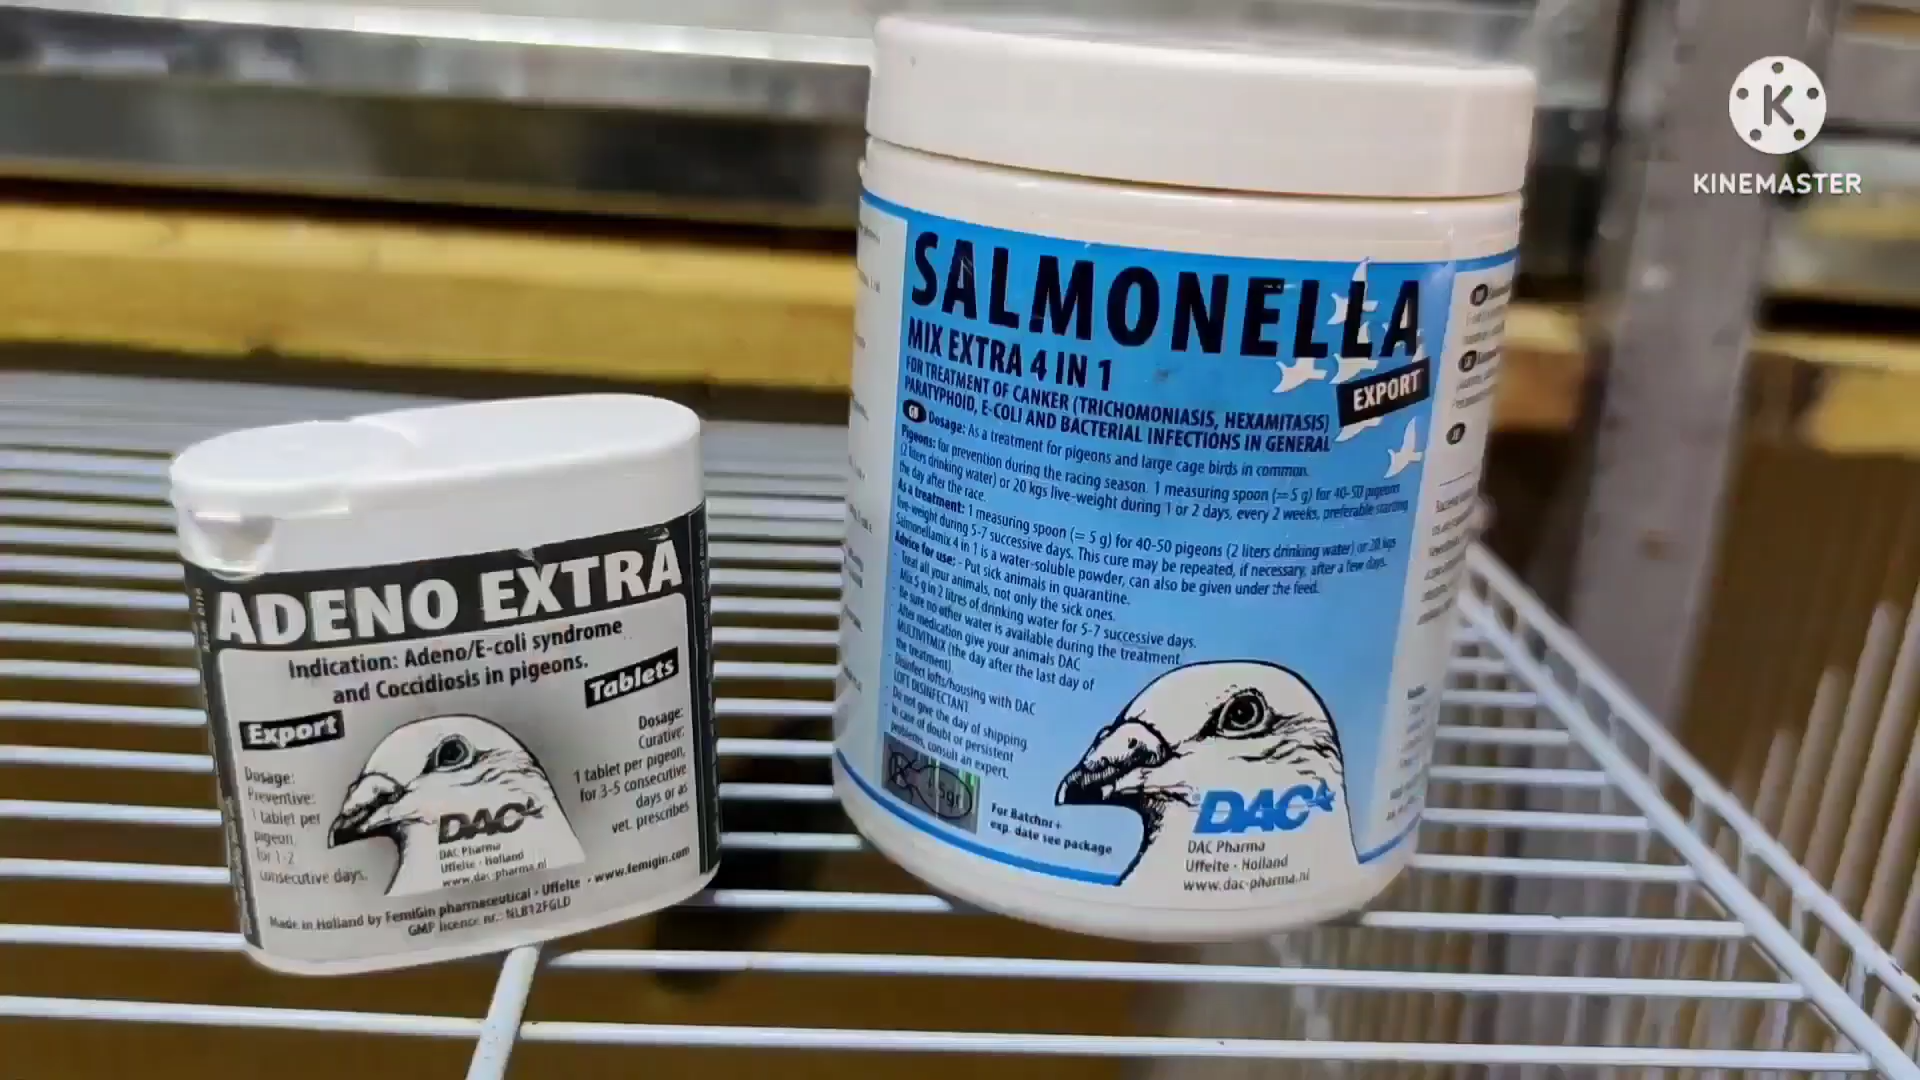 KINEMASTER
ADENO EXTRA
Indication: Adeno/E-coli syndrome
and Coccidiosis in pigeons.
Tablets
Export
Dosage:
Preventive:
1 tablet per
pigeon,
for 1-2
consecutive days.
Dosage:
Curative:
1 tablet per pigeon,
for 3-5 consecutive
days or as
vet. prescribes
DAC
DAC Pharma
Uffelte - Holland
www.dac-pharma.nl
Made in Holland by FemiGin pharmaceutical - Uffelte - www.femigin.com
GMP licence nr.: NL812FGLD
SALMONELLA
MIX EXTRA 4 IN 1
EXPORT
FOR TREATMENT OF CANKER (TRICHOMONIASIS, HEXAMITASIS)
PARATYPHOID, E-COLI AND BACTERIAL INFECTIONS IN GENERAL
GB Dosage: As a treatment for pigeons and large cage birds in common.
Pigeons: for prevention during the racing season. 1 measuring spoon (= 5 g) for 40-50 pigeons
(2 liters drinking water) or 20 kgs live-weight during 1 or 2 days, every 2 weeks, preferable starting
the day after the race.
As a treatment: 1 measuring spoon (= 5 g) for 40-50 pigeons (2 liters drinking water) or 20 kgs
live-weight during 5-7 successive days. This cure may be repeated, if necessary, after a few days.
Salmonellamix 4 in 1 is a water-soluble powder, can also be given under the feed.
Advice for use: - Put sick animals in quarantine.
- Treat all your animals, not only the sick ones.
- Mix 5 g in 2 litres of drinking water for 5-7 successive days.
- Be sure no other water is available during the treatment
- After medication give your animals DAC
MULTIVITMIX (the day after the last day of
the treatment).
- Disinfect lofts/housing with DAC
LOFT DISINFECTANT
- Do not give the day of shipping
- In case of doubt or persistent
problems, consult an expert.
5gr
For Batchnr +
exp. date see package
DAC
DAC Pharma
Uffelte - Holland
www.dac-pharma.nl